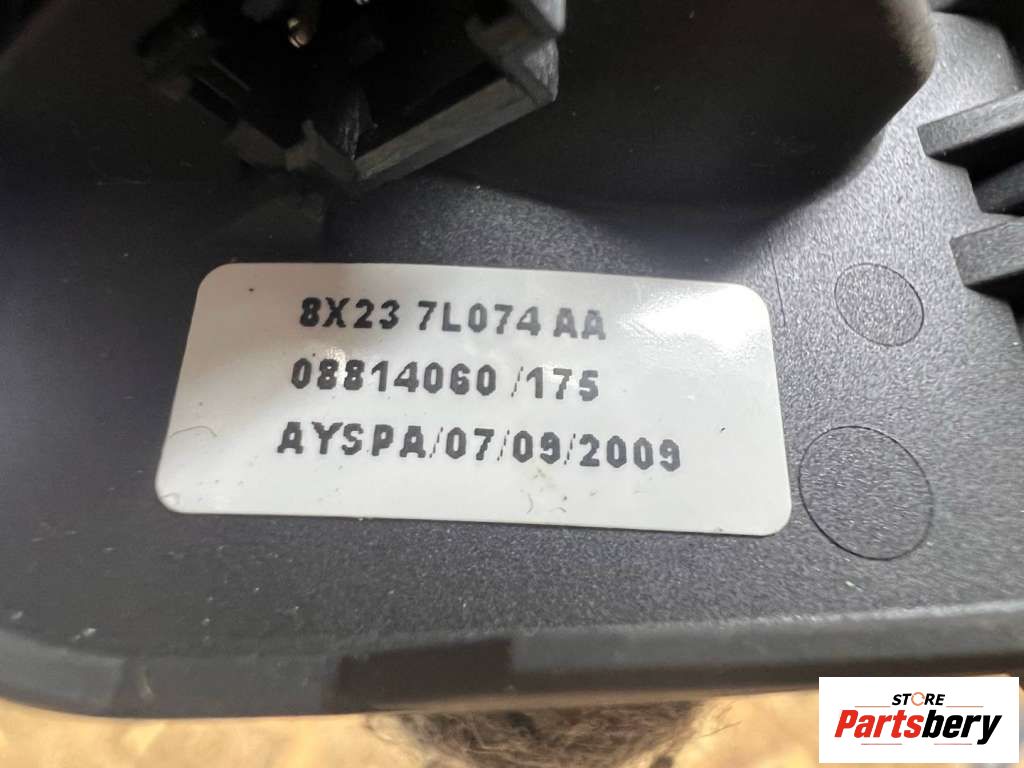 8X23 7L074 AA
08814060 /175
AYSPA/07/09/2009
STORE
Partsbery